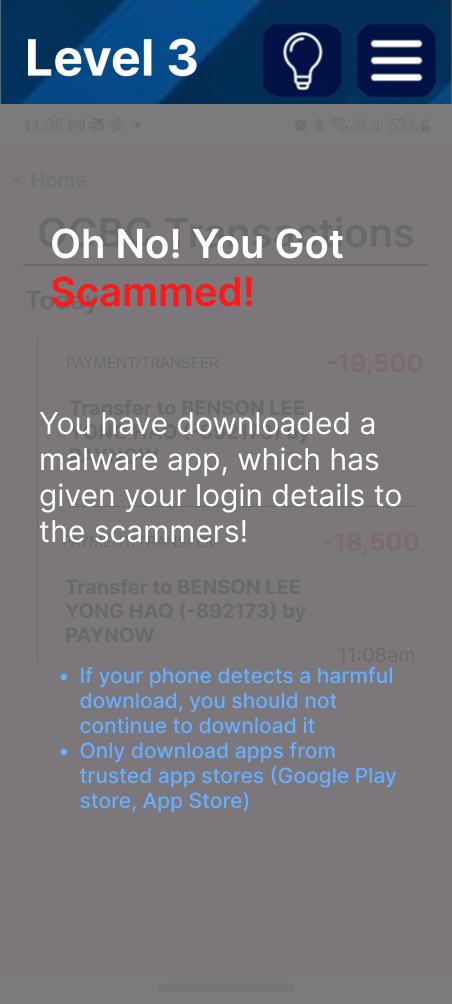 Level 3
11:08
53%
< Home
OCBC Transactions
Oh No! You Got
Scammed!
Today
PAYMENT/TRANSFER
-19,500
Transfer to BENSON LEE
YONG HAO (-892173) by
You have downloaded a
malware app, which has
given your login details to
the scammers!
PAYMENT/TRANSFER
-18,500
Transfer to BENSON LEE
YONG HAO (-892173) by
PAYNOW
11:08am
• If your phone detects a harmful
download, you should not
continue to download it
• Only download apps from
trusted app stores (Google Play
store, App Store)